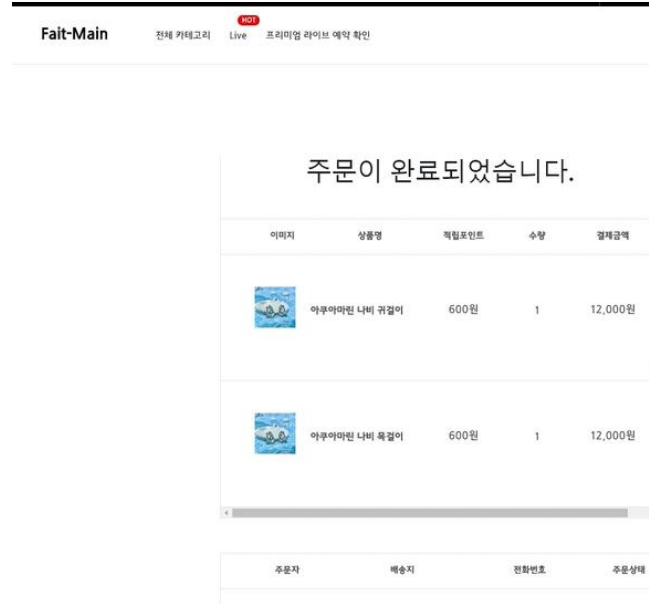 HOT
Fait-Main 전체 카테고리 Live 프리미엄 라이브 예약 확인
주문이 완료되었습니다.
이미지 상품명 적립포인트 수량 결제금액
아쿠아마린 나비 귀걸이 600원 1 12,000원
아쿠아마린 나비 목걸이 600원 1 12,000원
주문자 배송지 전화번호 주문상태